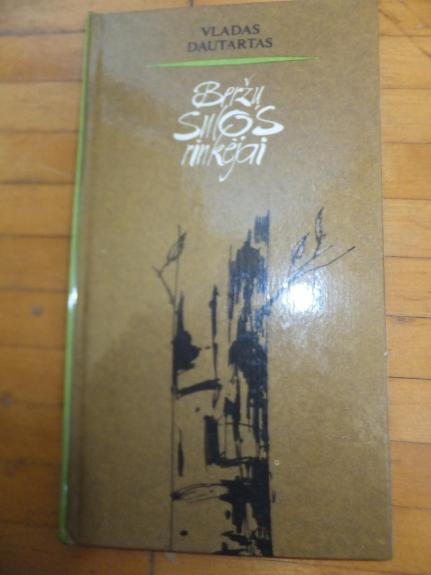 VLADAS
DAUTARTAS
Beržų
sulos
rinkėjai